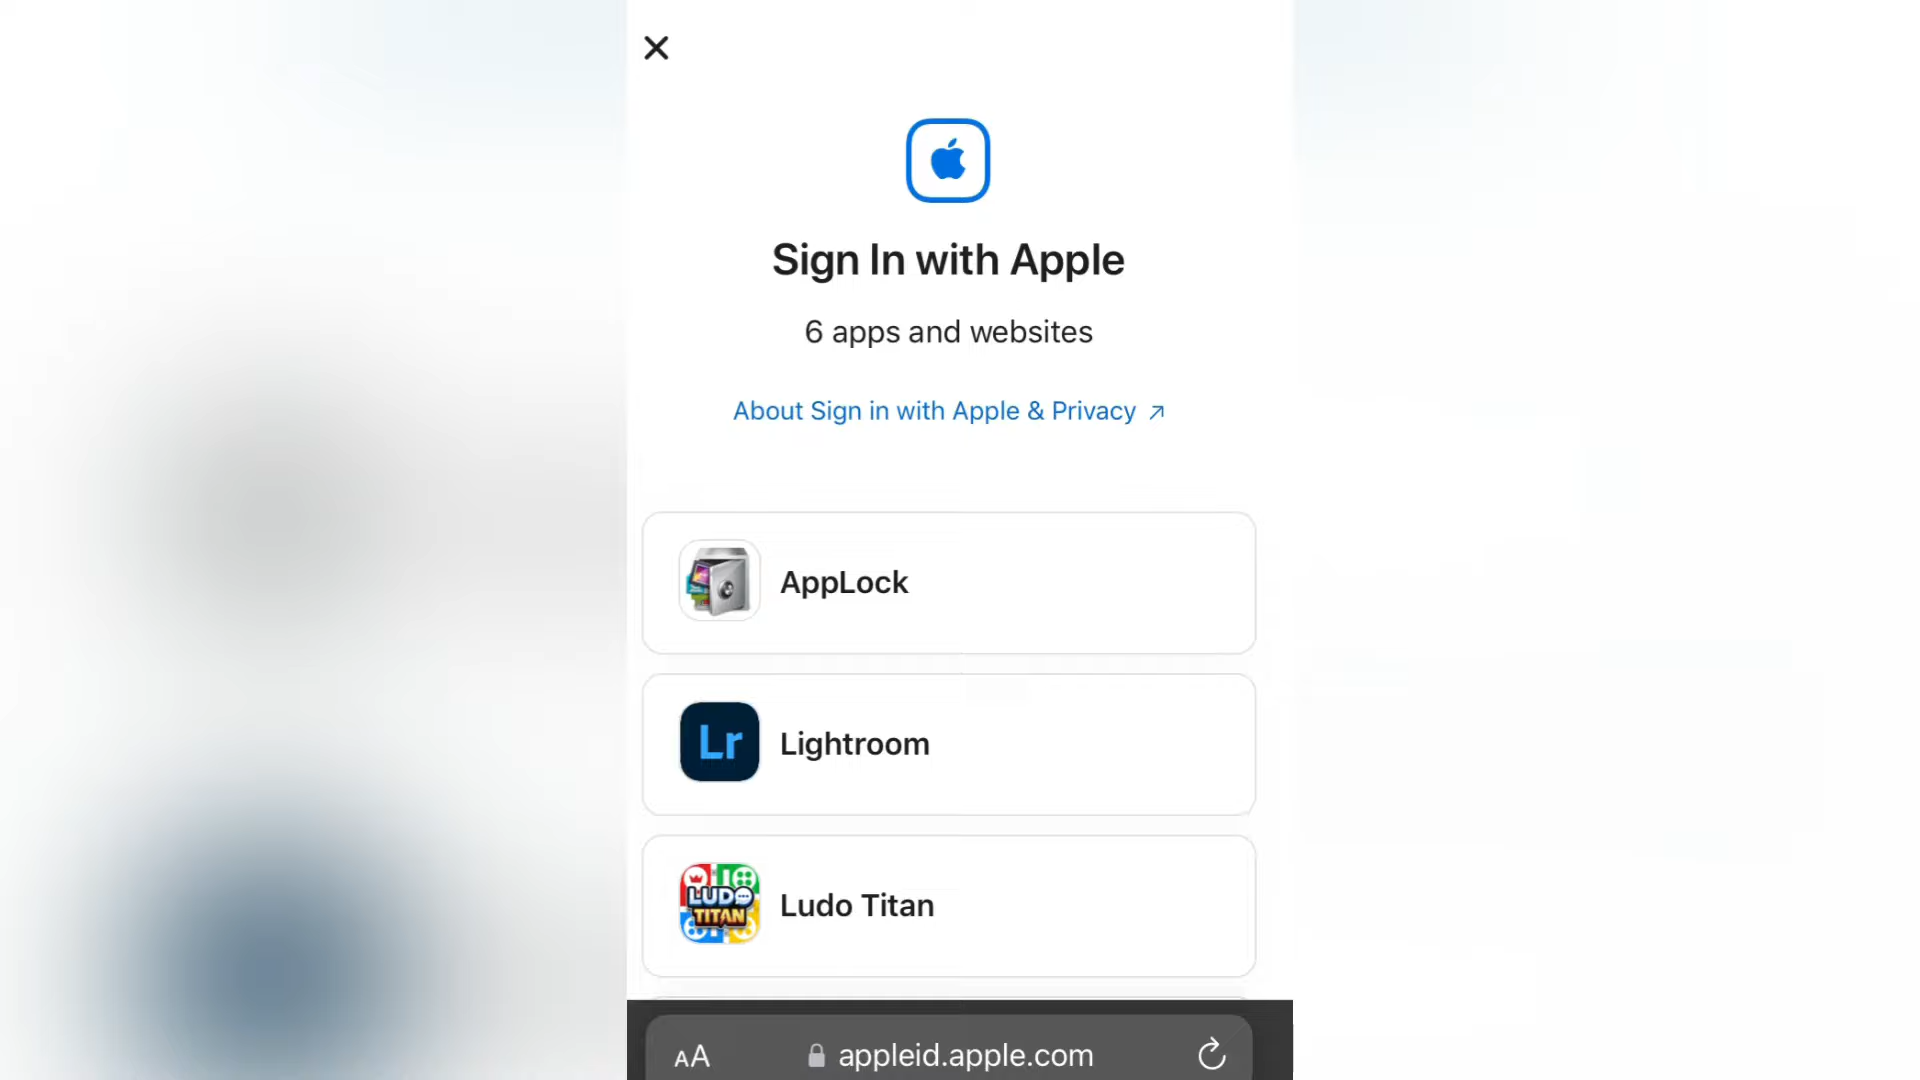 Sign In with Apple
6 apps and websites
About Sign in with Apple & Privacy ↗
AppLock
Lr
Lightroom
LUDO
TITAN
Ludo Titan
AA
appleid.apple.com